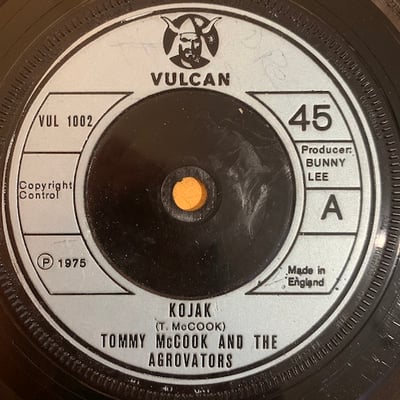 VULCAN
VUL 1002
45
Producer:
BUNNY
LEE
Copyright
Control
A
Ⓟ 1975
Made in
England
KOJAK
(T. McCOOK)
TOMMY McCOOK AND THE
AGROVATORS